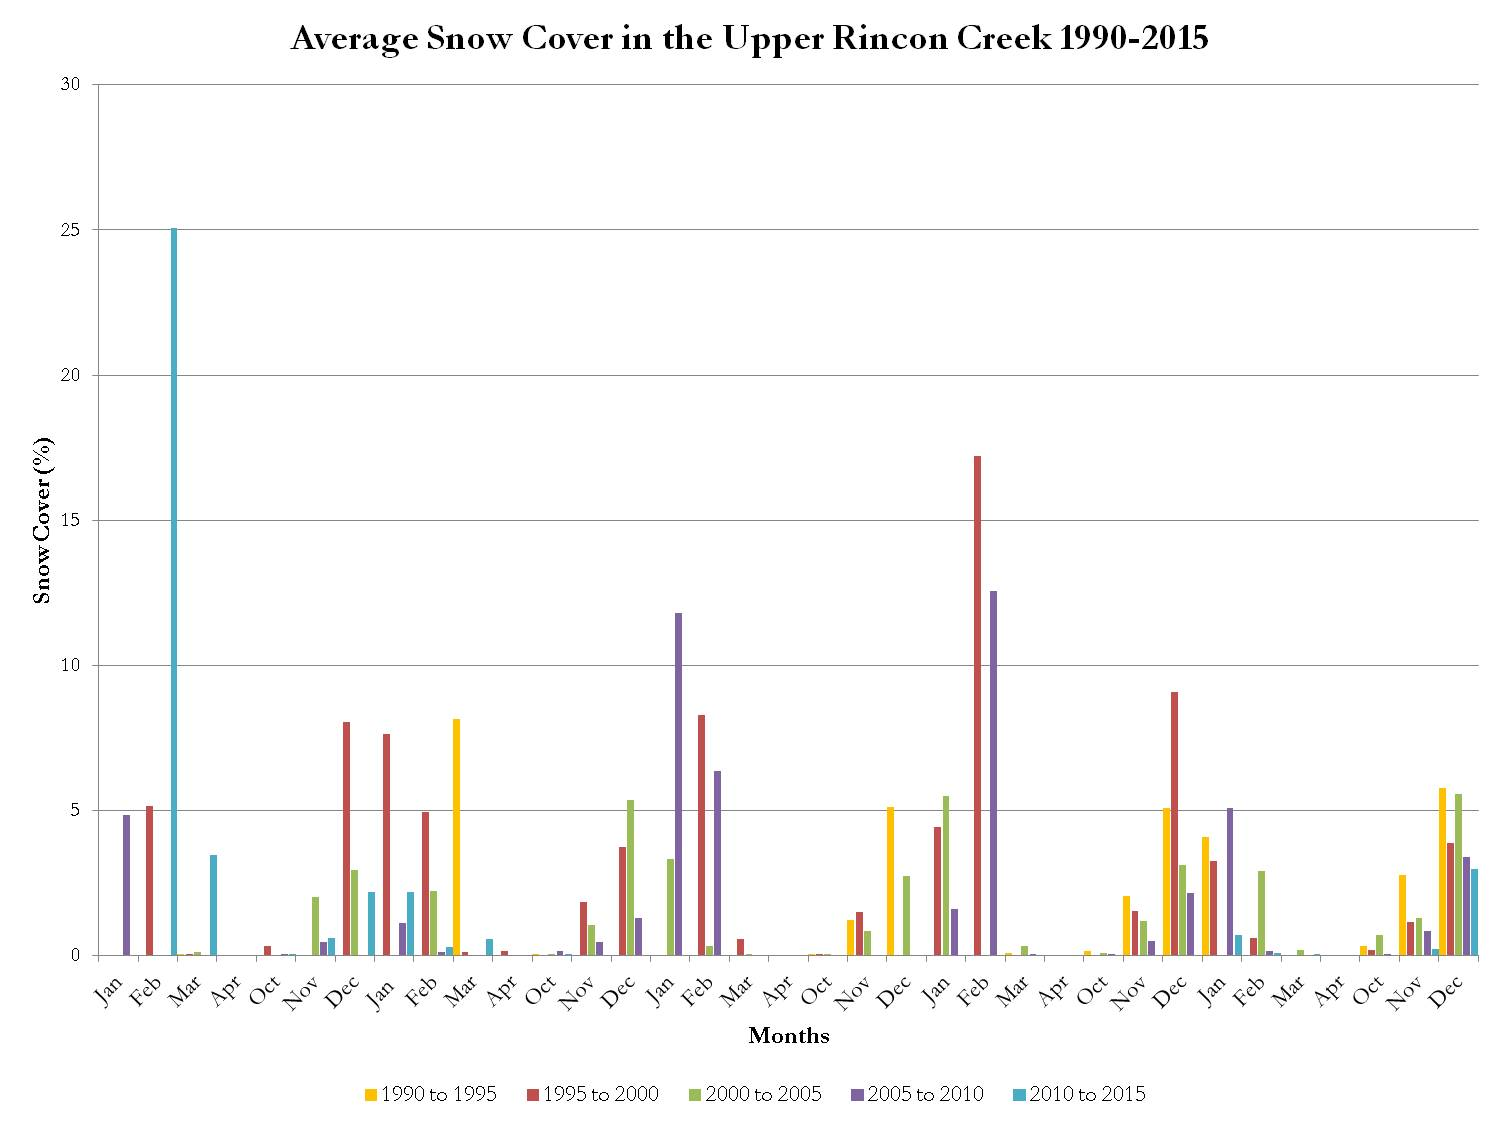 Average Snow Cover in the Upper Rincon Creek 1990-2015
30
25
20
15
10
5
0
Snow Cover (%)
Jan Feb Mar Apr Oct Nov Dec Jan Feb Mar Apr Oct Nov Dec Jan Feb Mar Apr Oct Nov Dec Jan Feb Mar Apr Oct Nov Dec Jan Feb Mar Apr Oct Nov Dec
Months
1990 to 1995 1995 to 2000 2000 to 2005 2005 to 2010 2010 to 2015